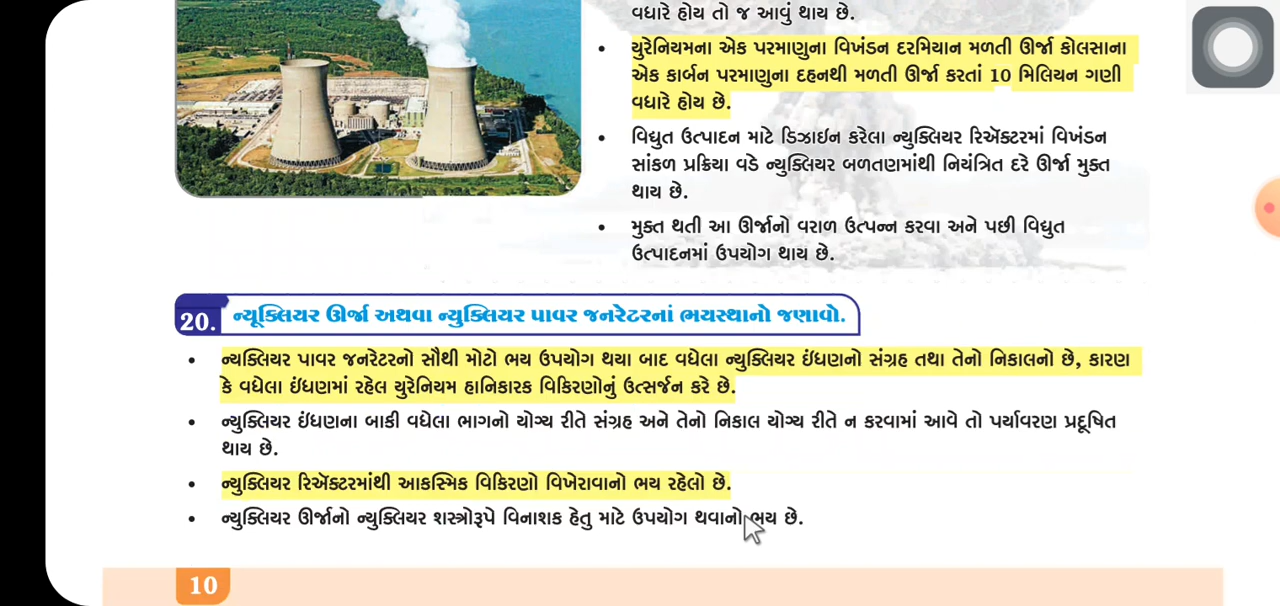 વધારે હોય તો જ આવું થાય છે.
• યુરેનિયમના એક પરમાણુના વિખંડન દરમિયાન મળતી ઊર્જા કોલસાના
એક કાર્બન પરમાણુના દહનથી મળતી ઊર્જા કરતાં 10 મિલિયન ગણી
વધારે હોય છે.
• વિદ્યુત ઉત્પાદન માટે ડિઝાઇન કરેલા ન્યુક્લિયર રિઍક્ટરમાં વિખંડન
સાંકળ પ્રક્રિયા વડે ન્યુક્લિયર બળતણમાંથી નિયંત્રિત દરે ઊર્જા મુક્ત
થાય છે.
• મુક્ત થતી આ ઊર્જાનો વરાળ ઉત્પન્ન કરવા અને પછી વિદ્યુત
ઉત્પાદનમાં ઉપયોગ થાય છે.
20. ન્યૂક્લિયર ઊર્જા અથવા ન્યુક્લિયર પાવર જનરેટરનાં ભયસ્થાનો જણાવો.
• ન્યક્લિયર પાવર જનરેટરનો સૌથી મોટો ભય ઉપયોગ થયા બાદ વધેલા ન્યુક્લિયર ઇંધણનો સંગ્રહ તથા તેનો નિકાલનો છે, કારણ
કે વધેલા ઇંધણમાં રહેલ યુરેનિયમ હાનિકારક વિકિરણોનું ઉત્સર્જન કરે છે.
• ન્યુક્લિયર ઇંધણના બાકી વધેલા ભાગનો યોગ્ય રીતે સંગ્રહ અને તેનો નિકાલ યોગ્ય રીતે ન કરવામાં આવે તો પર્યાવરણ પ્રદૂષિત
થાય છે.
• ન્યુક્લિયર રિઍક્ટરમાંથી આકસ્મિક વિકિરણો વિખેરાવાનો ભય રહેલો છે.
• ન્યુક્લિયર ઊર્જાનો ન્યુક્લિયર શસ્ત્રોરૂપે વિનાશક હેતુ માટે ઉપયોગ થવાનો ભય છે.
10